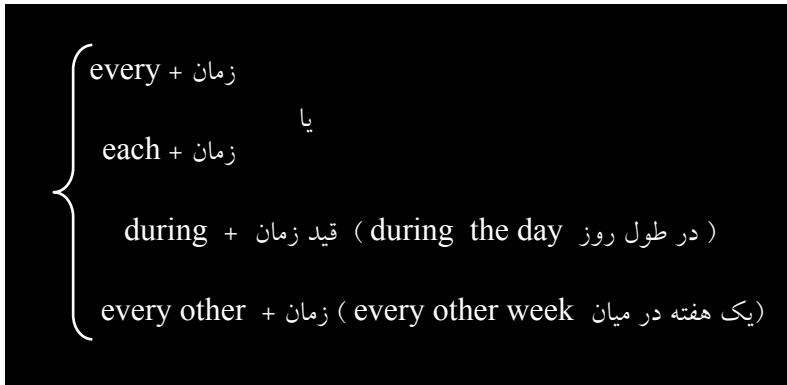 every + زمان
یا
each + زمان
during + قید زمان ( during the day در طول روز )
every other + زمان ( every other week یک هفته در میان)